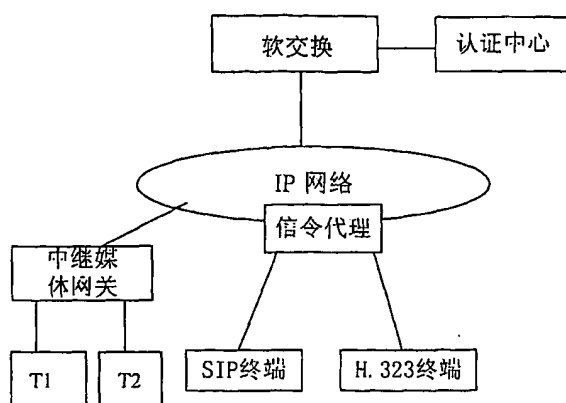 软交换
认证中心
IP 网络
信令代理
中继媒
体网关
T1
T2
SIP终端
H.323终端